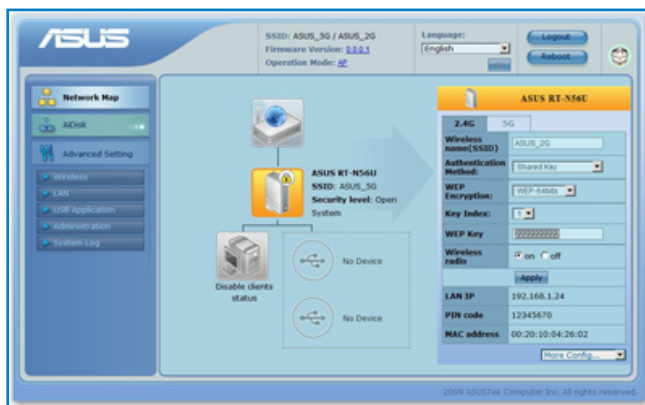 ASUS
SSID: ASUS_5G / ASUS_2G
Firmware Version: 0.0.0.1
Operation Mode: AP
Language:
English
Logout
Reboot
Network Map
AiDisk
Advanced Setting
Wireless
LAN
USB Application
Administration
System Log
ASUS RT-N56U
SSID: ASUS_5G
Security level: Open
System
Disable clients
status
No Device
No Device
ASUS RT-N56U
2.4G 5G
Wireless
name(SSID)
ASUS_2G
Authentication
Method:
Shared Key
WEP
Encryption:
WEP-64bits
Key Index:
1
WEP Key
Wireless
radio
on off
Apply
LAN IP 192.168.1.24
PIN code 12345670
MAC address 00:20:10:04:26:02
More Config...
2009 ASUSTek Computer Inc. All rights reserved.